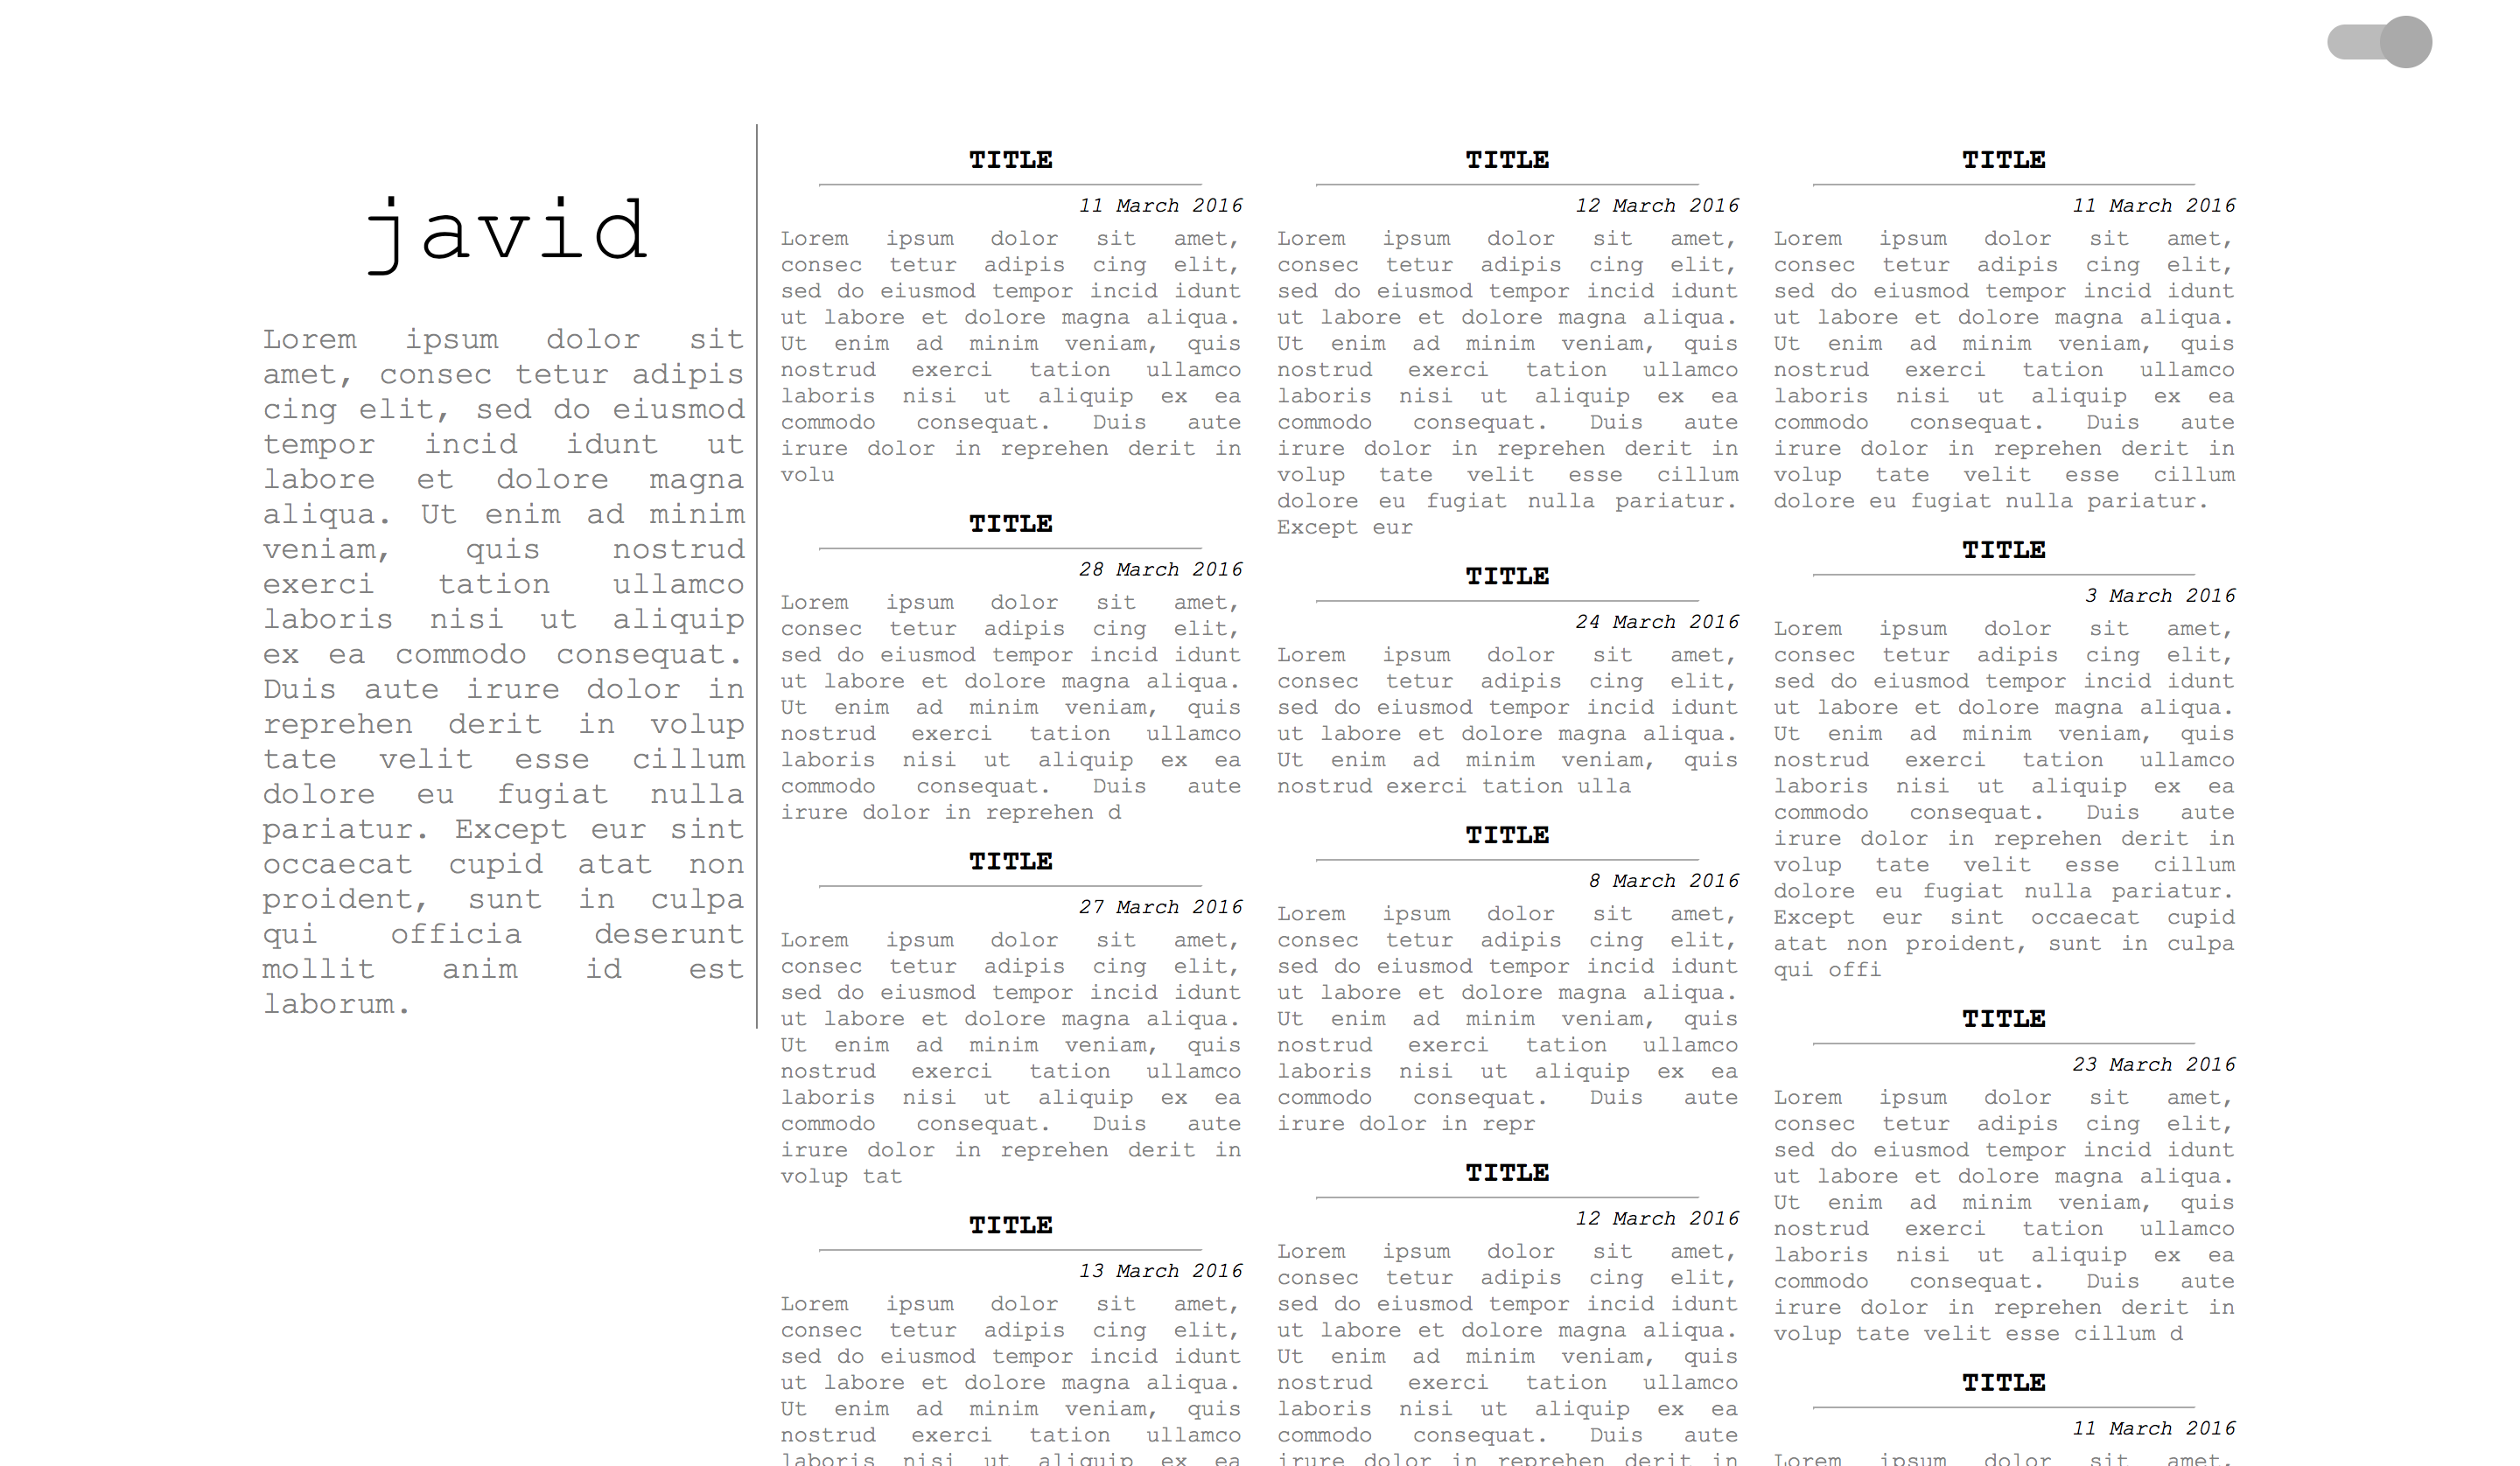 javid
Lorem ipsum dolor sit
amet, consec tetur adipis
cing elit, sed do eiusmod
tempor incid idunt ut
labore et dolore magna
aliqua. Ut enim ad minim
veniam, quis nostrud
exerci tation ullamco
laboris nisi ut aliquip
ex ea commodo consequat.
Duis aute irure dolor in
reprehen derit in volup
tate velit esse cillum
dolore eu fugiat nulla
pariatur. Except eur sint
occaecat cupid atat non
proident, sunt in culpa
qui officia deserunt
mollit anim id est
laborum.
TITLE
11 March 2016
Lorem ipsum dolor sit amet,
consec tetur adipis cing elit,
sed do eiusmod tempor incid idunt
ut labore et dolore magna aliqua.
Ut enim ad minim veniam, quis
nostrud exerci tation ullamco
laboris nisi ut aliquip ex ea
commodo consequat. Duis aute
irure dolor in reprehen derit in
volu
TITLE
28 March 2016
Lorem ipsum dolor sit amet,
consec tetur adipis cing elit,
sed do eiusmod tempor incid idunt
ut labore et dolore magna aliqua.
Ut enim ad minim veniam, quis
nostrud exerci tation ullamco
laboris nisi ut aliquip ex ea
commodo consequat. Duis aute
irure dolor in reprehen d
TITLE
27 March 2016
Lorem ipsum dolor sit amet,
consec tetur adipis cing elit,
sed do eiusmod tempor incid idunt
ut labore et dolore magna aliqua.
Ut enim ad minim veniam, quis
nostrud exerci tation ullamco
laboris nisi ut aliquip ex ea
commodo consequat. Duis aute
irure dolor in reprehen derit in
volup tat
TITLE
13 March 2016
Lorem ipsum dolor sit amet,
consec tetur adipis cing elit,
sed do eiusmod tempor incid idunt
ut labore et dolore magna aliqua.
Ut enim ad minim veniam, quis
nostrud exerci tation ullamco
laboris nisi ut aliquip ex ea
TITLE
12 March 2016
Lorem ipsum dolor sit amet,
consec tetur adipis cing elit,
sed do eiusmod tempor incid idunt
ut labore et dolore magna aliqua.
Ut enim ad minim veniam, quis
nostrud exerci tation ullamco
laboris nisi ut aliquip ex ea
commodo consequat. Duis aute
irure dolor in reprehen derit in
volup tate velit esse cillum
dolore eu fugiat nulla pariatur.
Except eur
TITLE
24 March 2016
Lorem ipsum dolor sit amet,
consec tetur adipis cing elit,
sed do eiusmod tempor incid idunt
ut labore et dolore magna aliqua.
Ut enim ad minim veniam, quis
nostrud exerci tation ulla
TITLE
8 March 2016
Lorem ipsum dolor sit amet,
consec tetur adipis cing elit,
sed do eiusmod tempor incid idunt
ut labore et dolore magna aliqua.
Ut enim ad minim veniam, quis
nostrud exerci tation ullamco
laboris nisi ut aliquip ex ea
commodo consequat. Duis aute
irure dolor in repr
TITLE
12 March 2016
Lorem ipsum dolor sit amet,
consec tetur adipis cing elit,
sed do eiusmod tempor incid idunt
ut labore et dolore magna aliqua.
Ut enim ad minim veniam, quis
nostrud exerci tation ullamco
laboris nisi ut aliquip ex ea
commodo consequat. Duis aute
irure dolor in reprehen derit in
TITLE
11 March 2016
Lorem ipsum dolor sit amet,
consec tetur adipis cing elit,
sed do eiusmod tempor incid idunt
ut labore et dolore magna aliqua.
Ut enim ad minim veniam, quis
nostrud exerci tation ullamco
laboris nisi ut aliquip ex ea
commodo consequat. Duis aute
irure dolor in reprehen derit in
volup tate velit esse cillum
dolore eu fugiat nulla pariatur.
TITLE
3 March 2016
Lorem ipsum dolor sit amet,
consec tetur adipis cing elit,
sed do eiusmod tempor incid idunt
ut labore et dolore magna aliqua.
Ut enim ad minim veniam, quis
nostrud exerci tation ullamco
laboris nisi ut aliquip ex ea
commodo consequat. Duis aute
irure dolor in reprehen derit in
volup tate velit esse cillum
dolore eu fugiat nulla pariatur.
Except eur sint occaecat cupid
atat non proident, sunt in culpa
qui offi
TITLE
23 March 2016
Lorem ipsum dolor sit amet,
consec tetur adipis cing elit,
sed do eiusmod tempor incid idunt
ut labore et dolore magna aliqua.
Ut enim ad minim veniam, quis
nostrud exerci tation ullamco
laboris nisi ut aliquip ex ea
commodo consequat. Duis aute
irure dolor in reprehen derit in
volup tate velit esse cillum d
TITLE
11 March 2016
Lorem ipsum dolor sit amet,